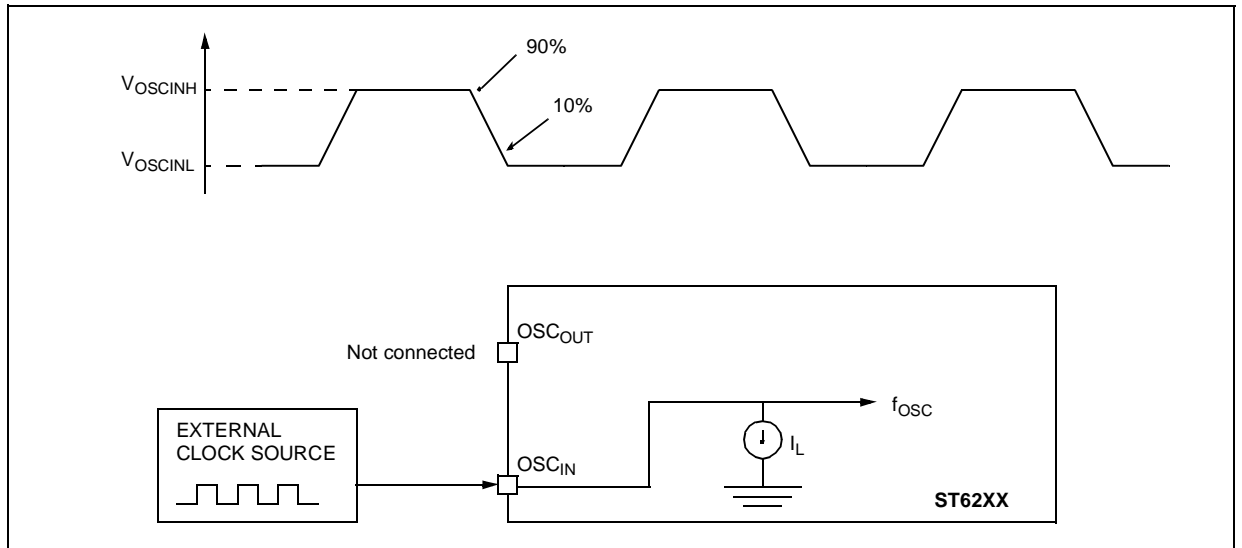 90%
VOSCINH
10%
VOSCINL
OSCOUT
Not connected
fOSC
EXTERNAL
CLOCK SOURCE
IL
OSCIN
ST62XX